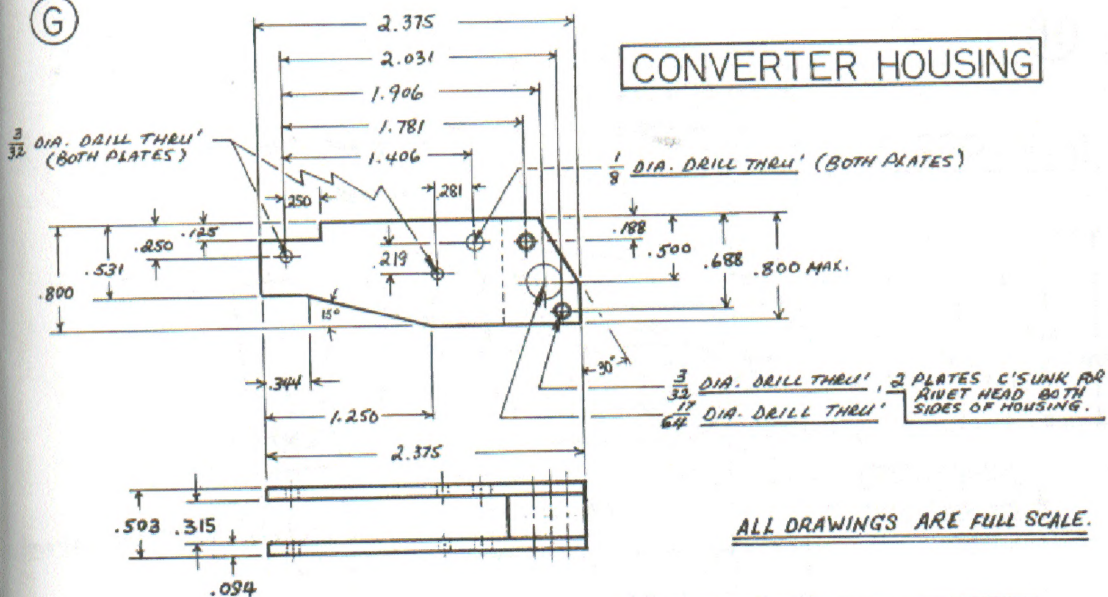 G
CONVERTER HOUSING
2.375
2.031
1.906
1.781
1.406
3/32 DIA. DRILL THRU'
(BOTH PLATES)
1/8 DIA. DRILL THRU' (BOTH PLATES)
.250
.281
.125
.250
.531
.800
.219
.188
.500
.688
.800 MAX.
15°
30°
.344
1.250
2.375
3/32 DIA. DRILL THRU', 2 PLATES C'SUNK FOR
RIVET HEAD BOTH
SIDES OF HOUSING.
17/64 DIA. DRILL THRU'
.503
.315
.094
ALL DRAWINGS ARE FULL SCALE.